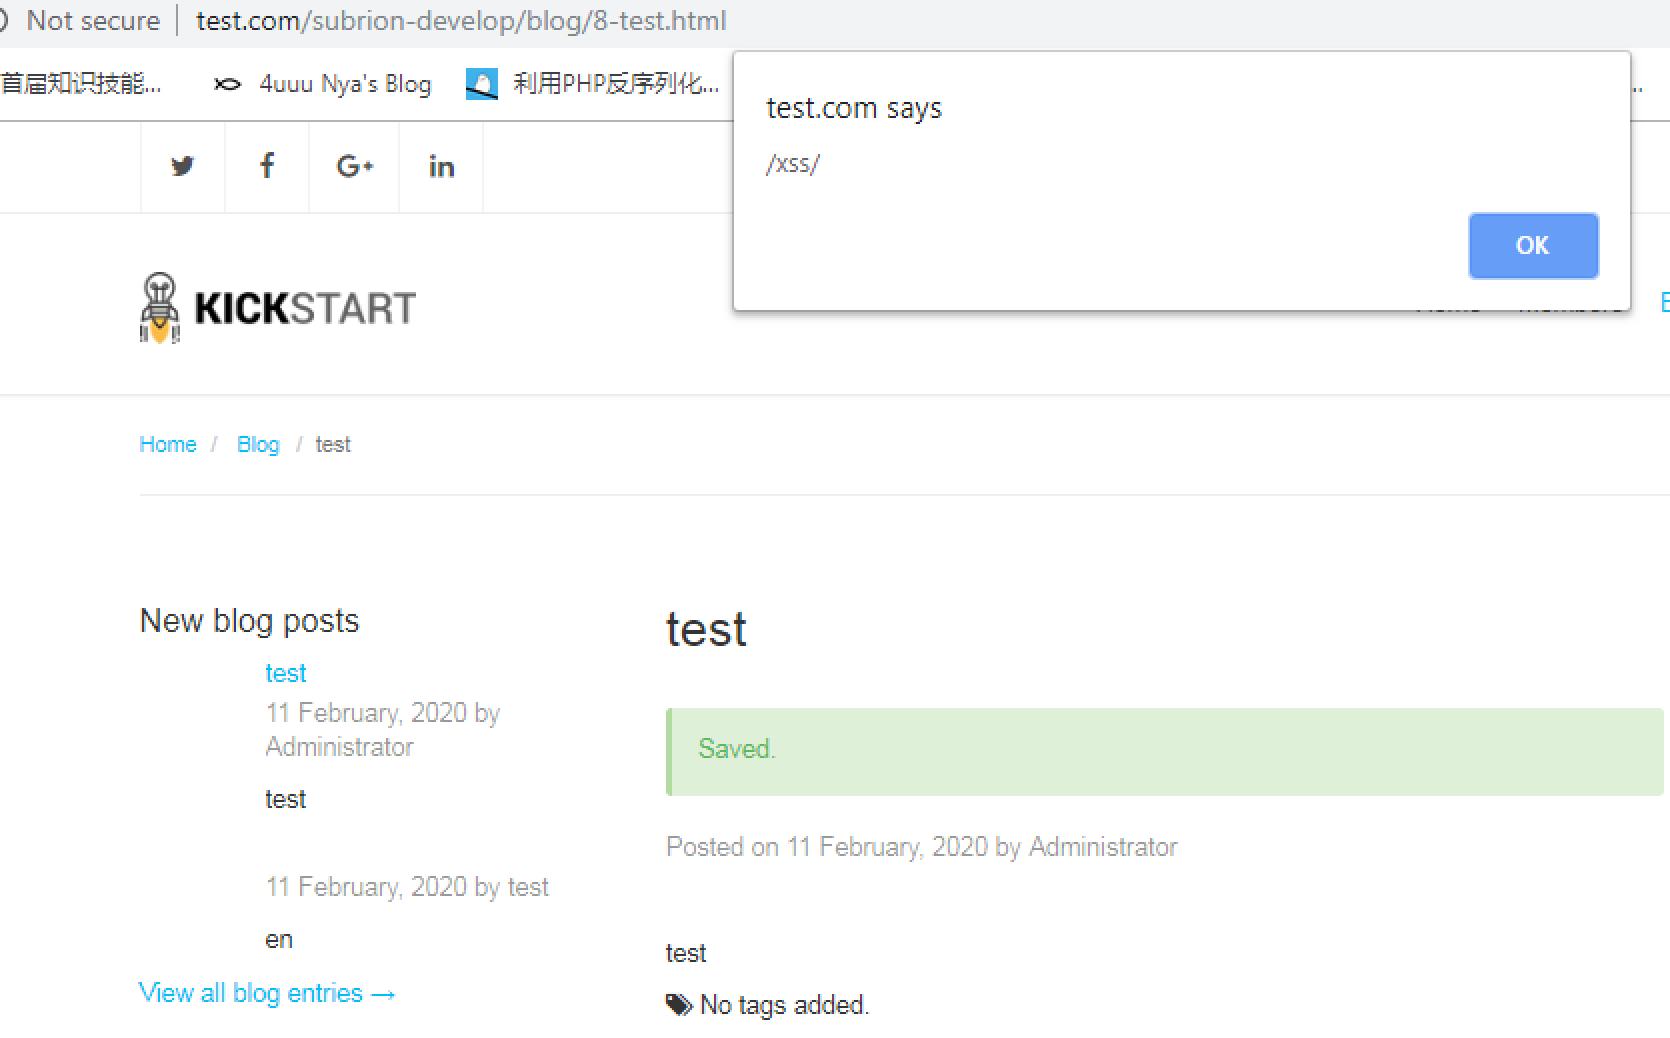 Not secure test.com/subrion-develop/blog/8-test.html
首届知识技能... 4uuu Nya's Blog 利用PHP反序列化...
test.com says
/xss/
OK
G+ in
KICKSTART
Home / Blog / test
New blog posts
test
11 February, 2020 by
Administrator
test
11 February, 2020 by test
en
View all blog entries →
test
Saved.
Posted on 11 February, 2020 by Administrator
test
No tags added.